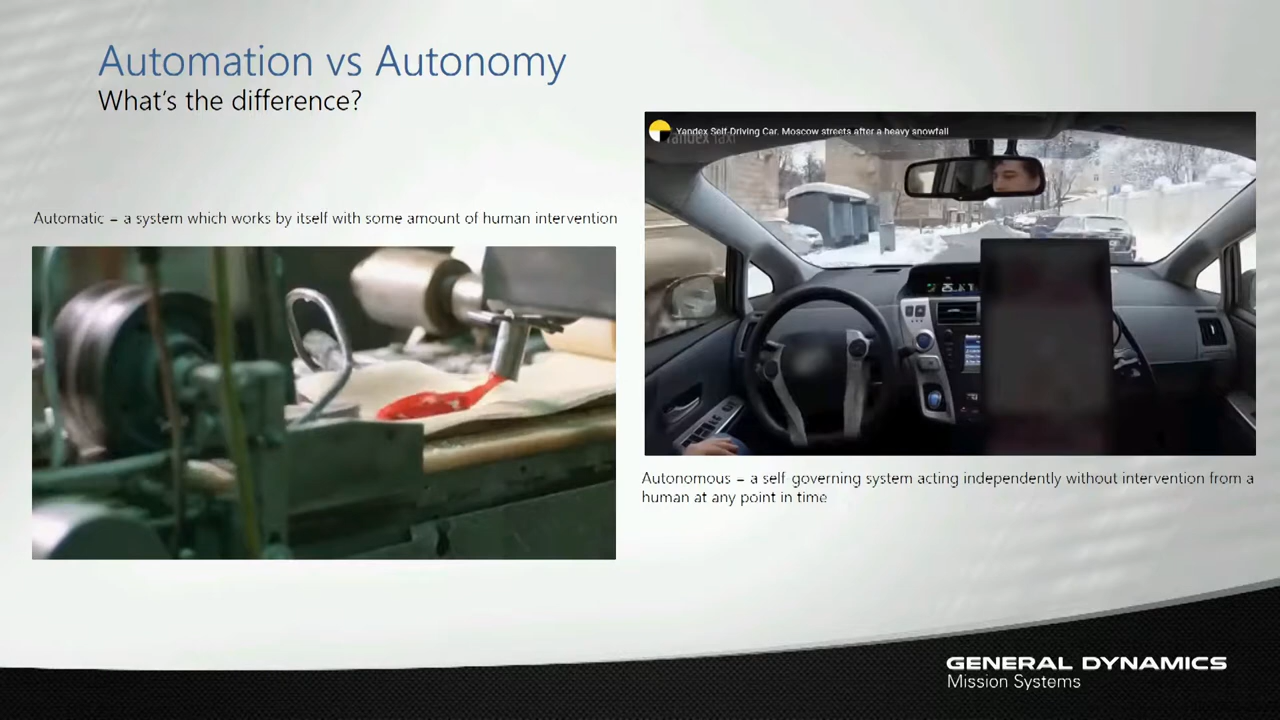 Automation vs Autonomy
What's the difference?
Automatic – a system which works by itself with some amount of human intervention
Yandex Self-Driving Car. Moscow streets after a heavy snowfall
Yandex Taxi
Autonomous – a self governing system acting independently without intervention from a
human at any point in time
GENERAL DYNAMICS
Mission Systems